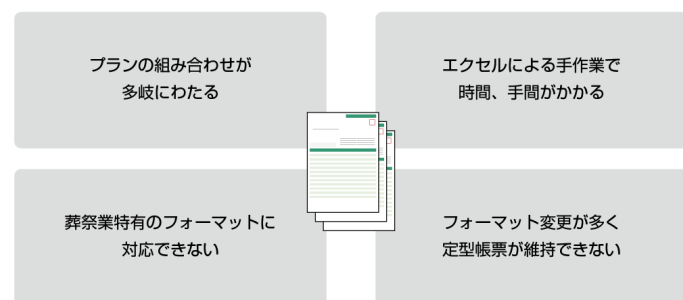 プランの組み合わせが
多岐にわたる
エクセルによる手作業で
時間、手間がかかる
葬祭業特有のフォーマットに
対応できない
フォーマット変更が多く
定型帳票が維持できない